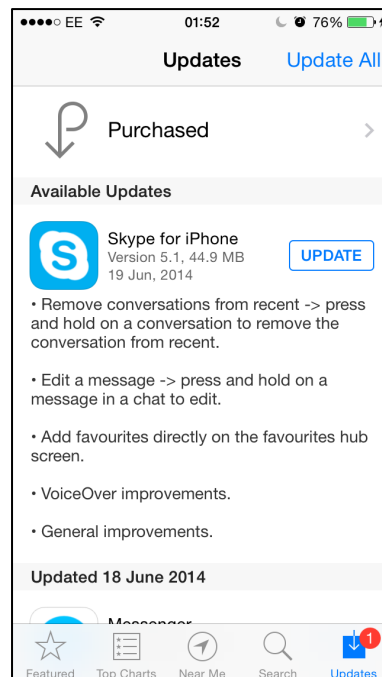 EE 01:52 76%
Updates Update All
Purchased
Available Updates
Skype for iPhone
Version 5.1, 44.9 MB
19 Jun, 2014
UPDATE
• Remove conversations from recent -> press
and hold on a conversation to remove the
conversation from recent.
• Edit a message -> press and hold on a
message in a chat to edit.
• Add favourites directly on the favourites hub
screen.
• VoiceOver improvements.
• General improvements.
Updated 18 June 2014
Messenger
1
Featured Top Charts Near Me Search Updates